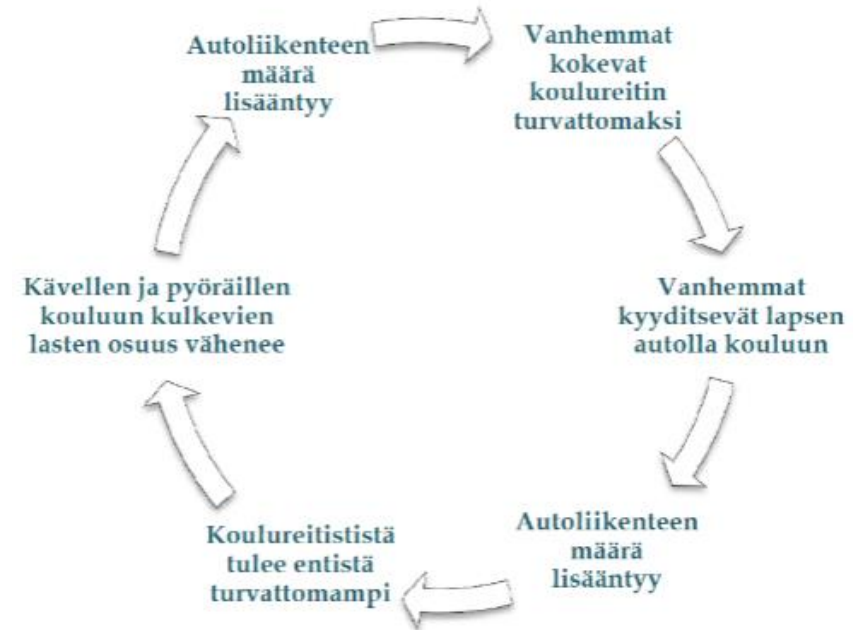 Autoliikenteen
määrä
lisääntyy
Vanhemmat
kokevat
koulureitin
turvattomaksi
Vanhemmat
kyyditsevät lapsen
autolla kouluun
Autoliikenteen
määrä
lisääntyy
Koulureitististä
tulee entistä
turvattomampi
Kävellen ja pyöräillen
kouluun kulkevien
lasten osuus vähenee